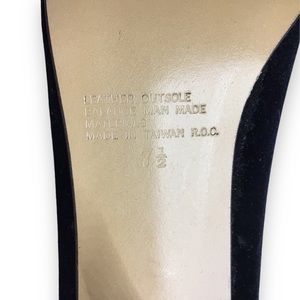 LEATHER OUTSOLE
BALANCE MAN MADE
MATERIALS
MADE IN TAIWAN R.O.C.
7½